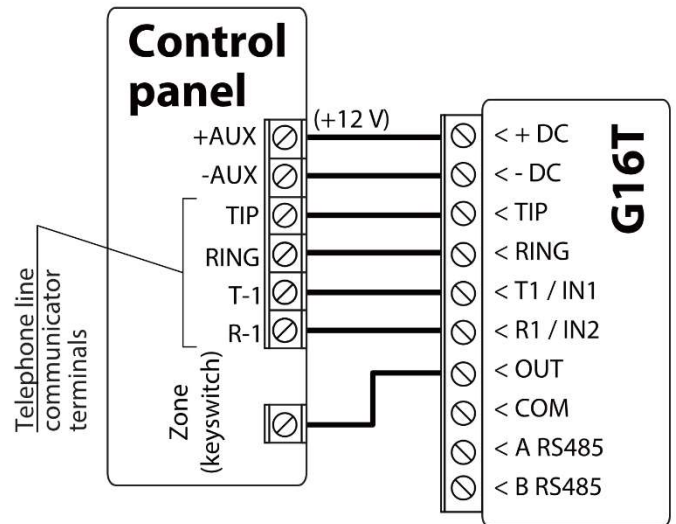 Control
panel
+AUX
-AUX
TIP
RING
T-1
R-1
Zone
(keyswitch)
Telephone line
communicator
terminals
(+12 V)
G16T
< + DC
< - DC
< TIP
< RING
< T1 / IN1
< R1 / IN2
< OUT
< COM
< A RS485
< B RS485